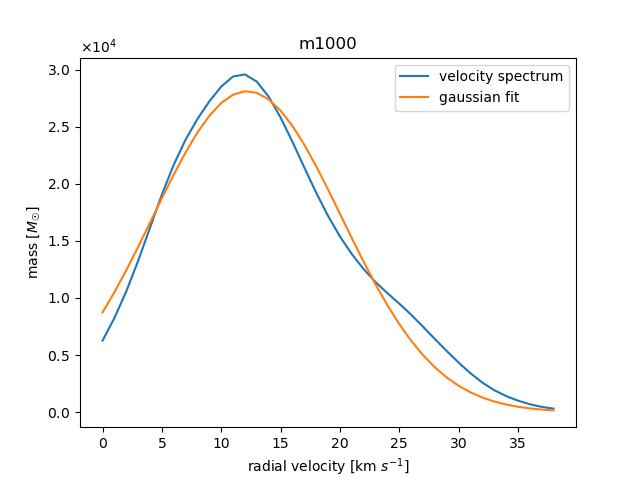 m1000
×10⁴
velocity spectrum
gaussian fit
3.0
2.5
2.0
1.5
1.0
0.5
0.0
mass [M☉]
0 5 10 15 20 25 30 35
radial velocity [km s⁻¹]